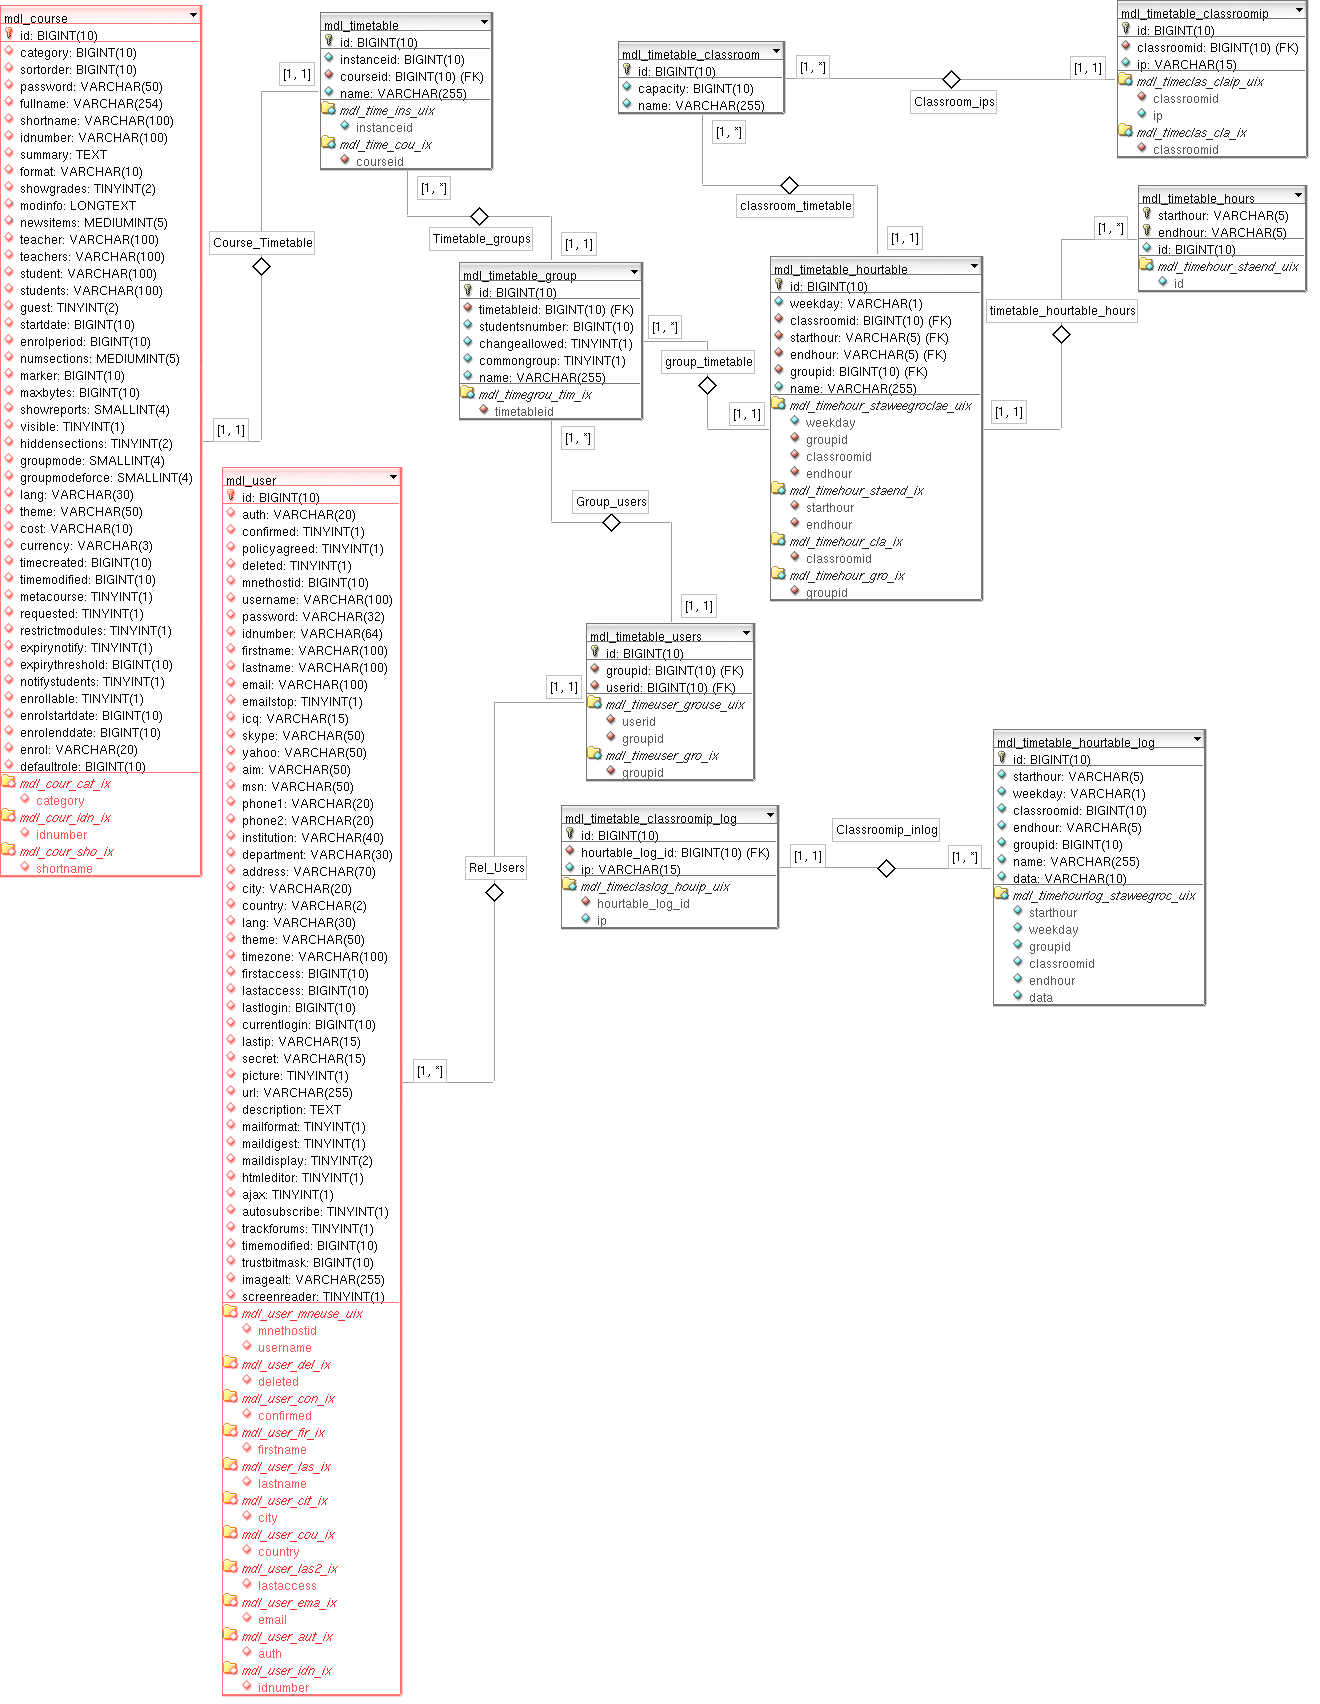 mdl_course
id: BIGINT(10)
category: BIGINT(10)
sortorder: BIGINT(10)
password: VARCHAR(50)
fullname: VARCHAR(254)
shortname: VARCHAR(100)
idnumber: VARCHAR(100)
summary: TEXT
format: VARCHAR(10)
showgrades: TINYINT(2)
modinfo: LONGTEXT
newsitems: MEDIUMINT(5)
teacher: VARCHAR(100)
teachers: VARCHAR(100)
student: VARCHAR(100)
students: VARCHAR(100)
guest: TINYINT(2)
startdate: BIGINT(10)
enrolperiod: BIGINT(10)
numsections: MEDIUMINT(5)
marker: BIGINT(10)
maxbytes: BIGINT(10)
showreports: SMALLINT(4)
visible: TINYINT(1)
hiddensections: TINYINT(2)
groupmode: SMALLINT(4)
groupmodeforce: SMALLINT(4)
lang: VARCHAR(30)
theme: VARCHAR(50)
cost: VARCHAR(10)
currency: VARCHAR(3)
timecreated: BIGINT(10)
timemodified: BIGINT(10)
metacourse: TINYINT(1)
requested: TINYINT(1)
restrictmodules: TINYINT(1)
expirynotify: TINYINT(1)
expirythreshold: BIGINT(10)
notifystudents: TINYINT(1)
enrollable: TINYINT(1)
enrolstartdate: BIGINT(10)
enrolenddate: BIGINT(10)
enrol: VARCHAR(20)
defaultrole: BIGINT(10)
mdl_cour_cat_ix
category
mdl_cour_idn_ix
idnumber
mdl_cour_sho_ix
shortname
[1, 1]
Course_Timetable
[1, 1]
mdl_timetable
id: BIGINT(10)
instanceid: BIGINT(10)
courseid: BIGINT(10) (FK)
name: VARCHAR(255)
mdl_time_ins_uix
instanceid
mdl_time_cou_ix
courseid
[1, *]
Timetable_groups
[1, 1]
mdl_timetable_group
id: BIGINT(10)
timetableid: BIGINT(10) (FK)
studentsnumber: BIGINT(10)
changeallowed: TINYINT(1)
commongroup: TINYINT(1)
name: VARCHAR(255)
mdl_timegrou_tim_ix
timetableid
[1, *]
group_timetable
[1, 1]
[1, *]
Group_users
[1, 1]
mdl_timetable_classroom
id: BIGINT(10)
capacity: BIGINT(10)
name: VARCHAR(255)
[1, *]
Classroom_ips
[1, 1]
[1, *]
classroom_timetable
[1, 1]
mdl_timetable_classroomip
id: BIGINT(10)
classroomid: BIGINT(10) (FK)
ip: VARCHAR(15)
mdl_timeclas_claip_uix
classroomid
ip
mdl_timeclas_cla_ix
classroomid
mdl_timetable_hours
starthour: VARCHAR(5)
endhour: VARCHAR(5)
id: BIGINT(10)
mdl_timehour_staend_uix
id
[1, *]
timetable_hourtable_hours
[1, 1]
mdl_timetable_hourtable
id: BIGINT(10)
weekday: VARCHAR(1)
classroomid: BIGINT(10) (FK)
starthour: VARCHAR(5) (FK)
endhour: VARCHAR(5) (FK)
groupid: BIGINT(10) (FK)
name: VARCHAR(255)
mdl_timehour_staweegroclae_uix
weekday
groupid
classroomid
endhour
mdl_timehour_staend_ix
starthour
endhour
mdl_timehour_cla_ix
classroomid
mdl_timehour_gro_ix
groupid
mdl_user
id: BIGINT(10)
auth: VARCHAR(20)
confirmed: TINYINT(1)
policyagreed: TINYINT(1)
deleted: TINYINT(1)
mnethostid: BIGINT(10)
username: VARCHAR(100)
password: VARCHAR(32)
idnumber: VARCHAR(64)
firstname: VARCHAR(100)
lastname: VARCHAR(100)
email: VARCHAR(100)
emailstop: TINYINT(1)
icq: VARCHAR(15)
skype: VARCHAR(50)
yahoo: VARCHAR(50)
aim: VARCHAR(50)
msn: VARCHAR(50)
phone1: VARCHAR(20)
phone2: VARCHAR(20)
institution: VARCHAR(40)
department: VARCHAR(30)
address: VARCHAR(70)
city: VARCHAR(20)
country: VARCHAR(2)
lang: VARCHAR(30)
theme: VARCHAR(50)
timezone: VARCHAR(100)
firstaccess: BIGINT(10)
lastaccess: BIGINT(10)
lastlogin: BIGINT(10)
currentlogin: BIGINT(10)
lastip: VARCHAR(15)
secret: VARCHAR(15)
picture: TINYINT(1)
url: VARCHAR(255)
description: TEXT
mailformat: TINYINT(1)
maildigest: TINYINT(1)
maildisplay: TINYINT(2)
htmleditor: TINYINT(1)
ajax: TINYINT(1)
autosubscribe: TINYINT(1)
trackforums: TINYINT(1)
timemodified: BIGINT(10)
trustbitmask: BIGINT(10)
imagealt: VARCHAR(255)
screenreader: TINYINT(1)
mdl_user_mneuse_uix
mnethostid
username
mdl_user_del_ix
deleted
mdl_user_con_ix
confirmed
mdl_user_fir_ix
firstname
mdl_user_las_ix
lastname
mdl_user_cit_ix
city
mdl_user_cou_ix
country
mdl_user_las2_ix
lastaccess
mdl_user_ema_ix
email
mdl_user_aut_ix
auth
mdl_user_idn_ix
idnumber
[1, *]
Rel_Users
[1, 1]
mdl_timetable_users
id: BIGINT(10)
groupid: BIGINT(10) (FK)
userid: BIGINT(10) (FK)
mdl_timeuser_grouse_uix
userid
groupid
mdl_timeuser_gro_ix
groupid
mdl_timetable_classroomip_log
id: BIGINT(10)
hourtable_log_id: BIGINT(10) (FK)
ip: VARCHAR(15)
mdl_timeclaslog_houip_uix
hourtable_log_id
ip
[1, 1]
Classroomip_inlog
[1, *]
mdl_timetable_hourtable_log
id: BIGINT(10)
starthour: VARCHAR(5)
weekday: VARCHAR(1)
classroomid: BIGINT(10)
endhour: VARCHAR(5)
groupid: BIGINT(10)
name: VARCHAR(255)
data: VARCHAR(10)
mdl_timehourlog_staweegroc_uix
starthour
weekday
groupid
classroomid
endhour
data